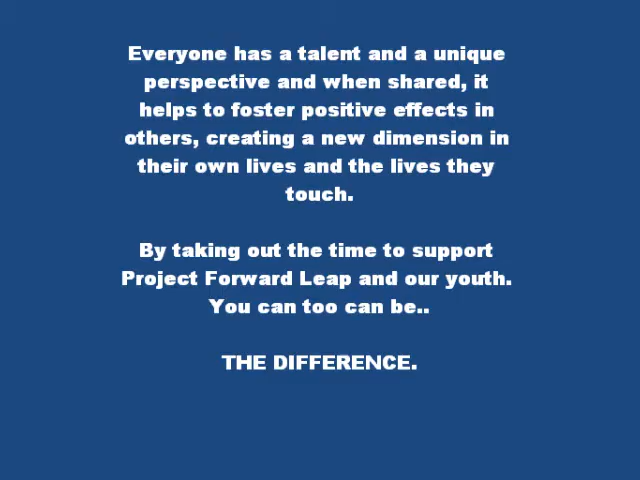 Everyone has a talent and a unique
perspective and when shared, it
helps to foster positive effects in
others, creating a new dimension in
their own lives and the lives they
touch.
By taking out the time to support
Project Forward Leap and our youth.
You can too can be..
THE DIFFERENCE.